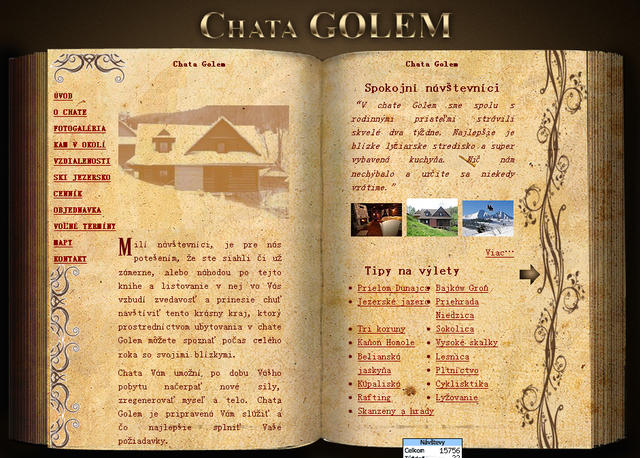 Chata GOLEM
Chata Golem
ÚVOD
O CHATE
FOTOGALÉRIA
KAM V OKOLÍ
VZDIALENOSTI
SKI JEZERSKO
CENNÍK
OBJEDNÁVKA
VOĽNÉ TERMÍNY
MAPY
KONTAKT
Milí návštevníci, je pre nás
potešením, že ste siahli či už
zámerne, alebo náhodou po tejto
knihe a listovanie v nej vo Vás
vzbudí zvedavosť a prinesie chuť
navštíviť tento krásny kraj, ktorý
prostredníctvom ubytovania v chate
Golem môžete spoznať počas celého
roka so svojimi blízkymi.
Chata Vám umožní, po dobu Vášho
pobytu načerpať nové sily,
zregenerovať myseľ a telo. Chata
Golem je pripravená Vám slúžiť a
čo najlepšie splniť Vaše
požiadavky.
Chata Golem
Spokojní návštevníci
"V chate Golem sme spolu s
rodinnými priateľmi strávili
skvelé dva týždne. Najlepšie je
blízke lyžiarske stredisko a super
vybavená kuchyňa. Nič nám
nechýbalo a určite sa niekedy
vrátime."
Viac...
Tipy na výlety
Prielom Dunajca
Bajkov Groň
Jezerské jazero
Priehrada
Niedzica
Tri koruny
Sokolica
Kaňon Homole
Vysoké skalky
Belianska
Lesnica
jaskyňa
Pltníctvo
Kúpalisko
Cyklistika
Rafting
Lyžovanie
Skanzeny a hrady
Návštevy
Celkom 15756